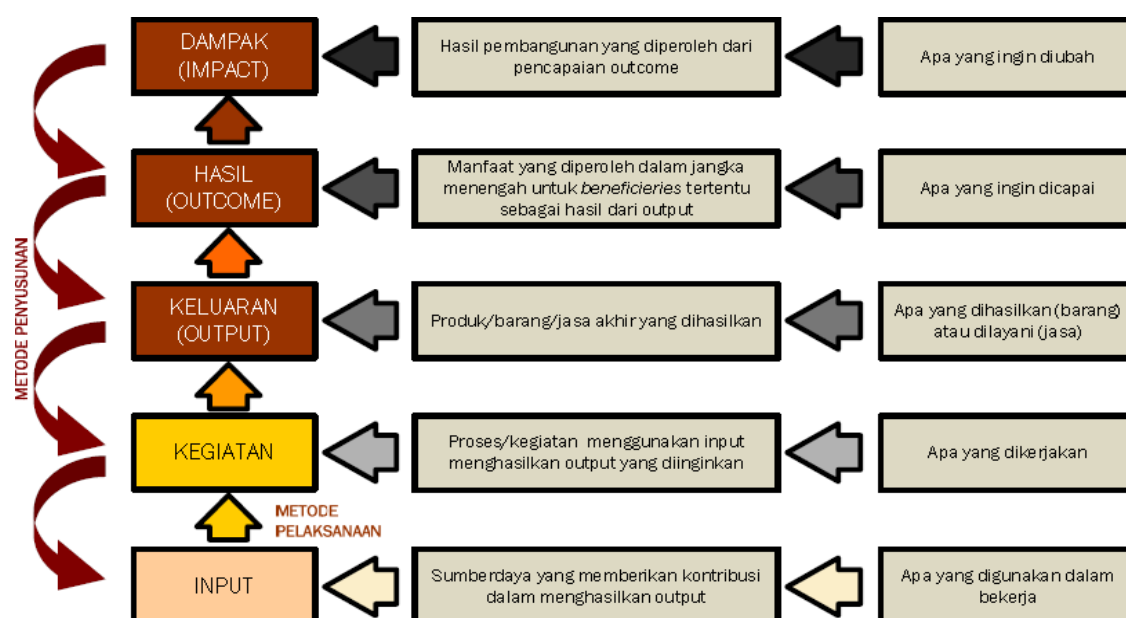 DAMPAK
(IMPACT)
Hasil pembangunan yang diperoleh dari
pencapaian outcome
Apa yang ingin diubah
HASIL
(OUTCOME)
Manfaat yang diperoleh dalam jangka
menengah untuk beneficieries tertentu
sebagai hasil dari output
Apa yang ingin dicapai
METODE PENYUSUNAN
KELUARAN
(OUTPUT)
Produk/barang/jasa akhir yang dihasilkan
Apa yang dihasilkan (barang)
atau dilayani (jasa)
KEGIATAN
Proses/kegiatan menggunakan input
menghasilkan output yang diinginkan
Apa yang dikerjakan
METODE
PELAKSANAAN
INPUT
Sumberdaya yang memberikan kontribusi
dalam menghasilkan output
Apa yang digunakan dalam
bekerja